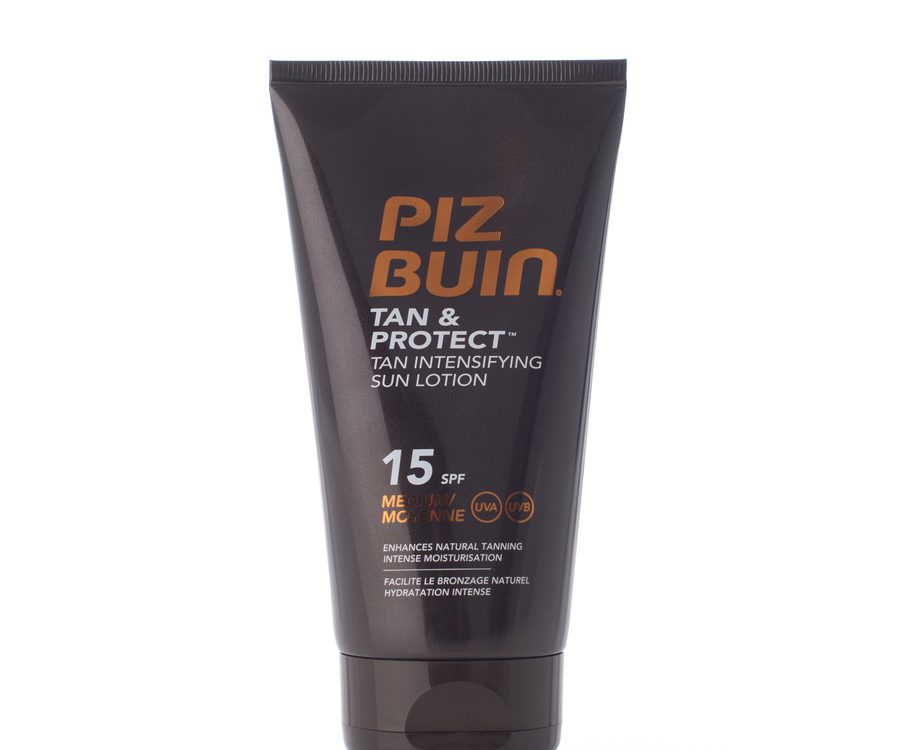 PIZ
BUIN®
TAN &
PROTECT™
TAN INTENSIFYING
SUN LOTION
15 SPF
MEDIUM/
MOYENNE UVA UVB
ENHANCES NATURAL TANNING
INTENSE MOISTURISATION
FACILITE LE BRONZAGE NATUREL
HYDRATATION INTENSE